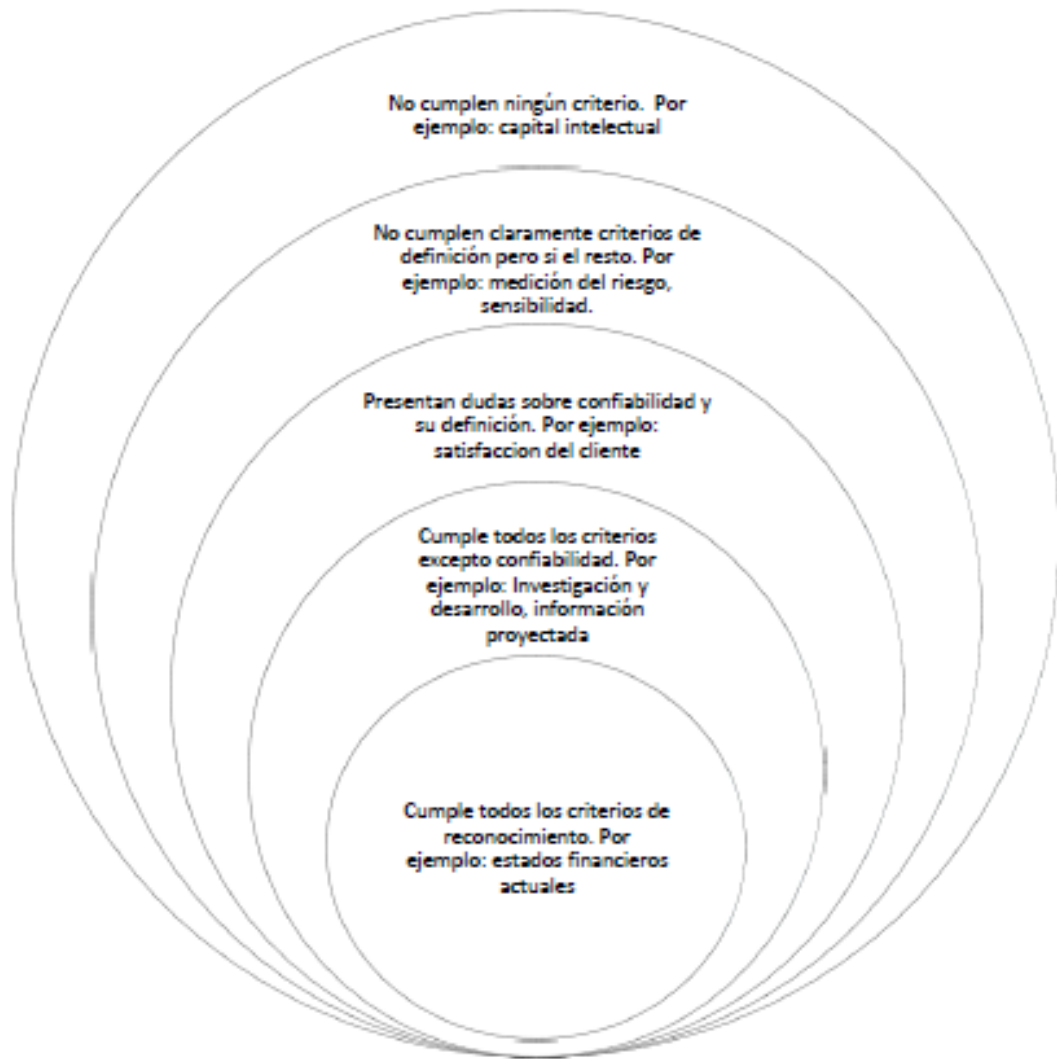 No cumplen ningún criterio. Por
ejemplo: capital intelectual
No cumplen claramente criterios de
definición pero si el resto. Por
ejemplo: medición del riesgo,
sensibilidad.
Presentan dudas sobre confiabilidad y
su definición. Por ejemplo:
satisfaccion del cliente
Cumple todos los criterios
excepto confiabilidad. Por
ejemplo: Investigación y
desarrollo, información
proyectada
Cumple todos los criterios de
reconocimiento. Por
ejemplo: estados financieros
actuales